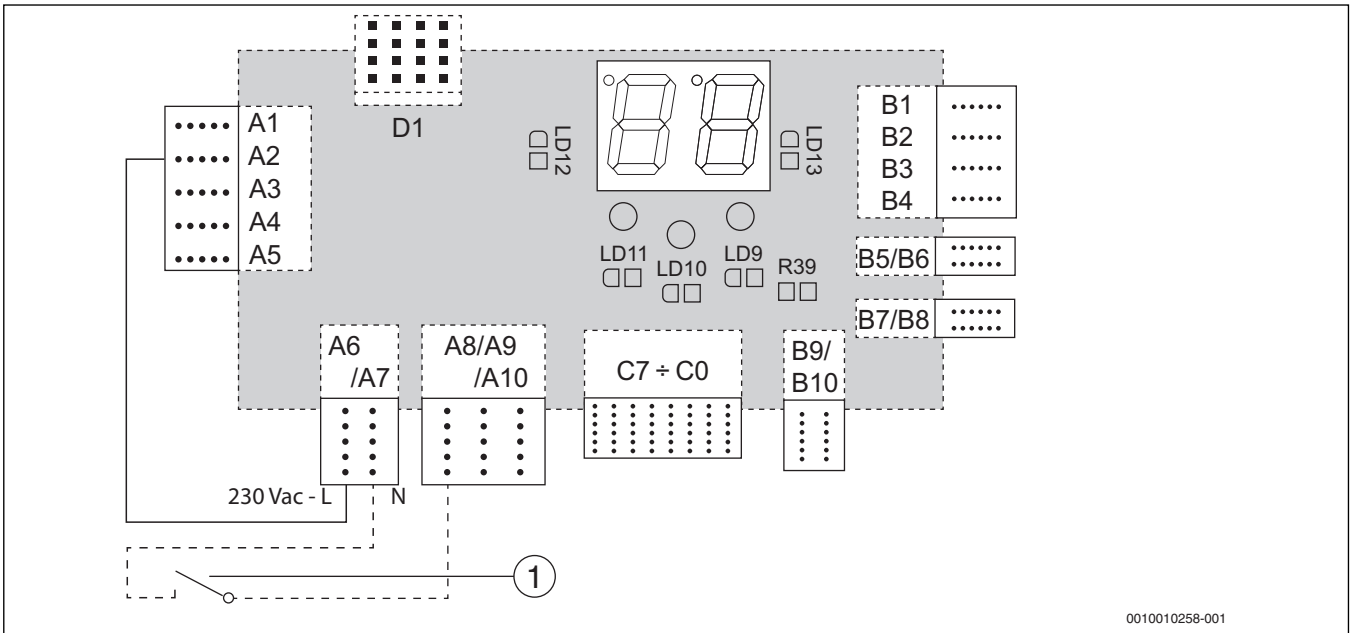 D1
LD12
LD13
A1
A2
A3
A4
A5
B1
B2
B3
B4
LD11
LD10
LD9
R39
B5/B6
B7/B8
A6
/A7
A8/A9
/A10
C7 ÷ C0
B9/
B10
230 Vac - L
N
1
0010010258-001